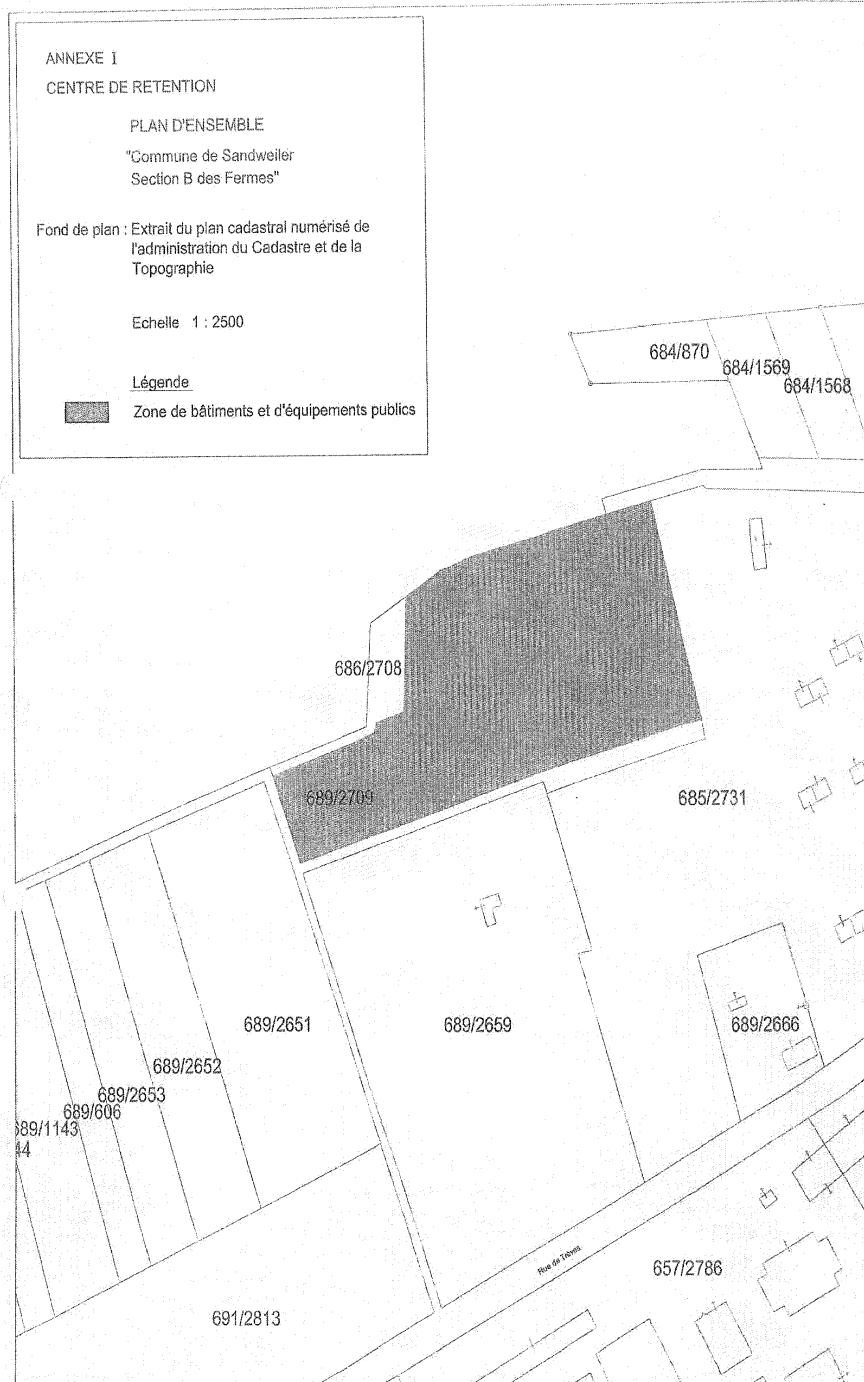 ANNEXE I
CENTRE DE RETENTION
PLAN D'ENSEMBLE
"Commune de Sandweiler
Section B des Fermes"
Fond de plan : Extrait du plan cadastral numérisé de
l'administration du Cadastre et de la
Topographie
Echelle 1 : 2500
Légende
Zone de bâtiments et d'équipements publics
684/870
684/1569
684/1568
686/2708
689/2709
685/2731
689/2651
689/2659
689/2666
689/2652
689/2653
689/606
689/1143
44
Rue de Trèves
657/2786
691/2813